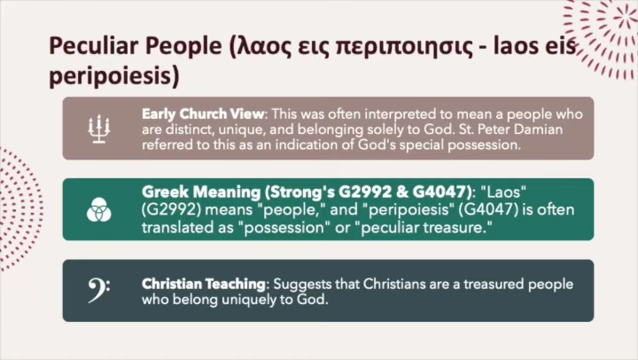 Peculiar People (λαος εις περιποιησις - laos eis
peripoiesis)
Early Church View: This was often interpreted to mean a people who
are distinct, unique, and belonging solely to God. St. Peter Damian
referred to this as an indication of God's special possession.
Greek Meaning (Strong's G2992 & G4047): "Laos"
(G2992) means "people," and "peripoiesis" (G4047) is often
translated as "possession" or "peculiar treasure."
Christian Teaching: Suggests that Christians are a treasured people
who belong uniquely to God.